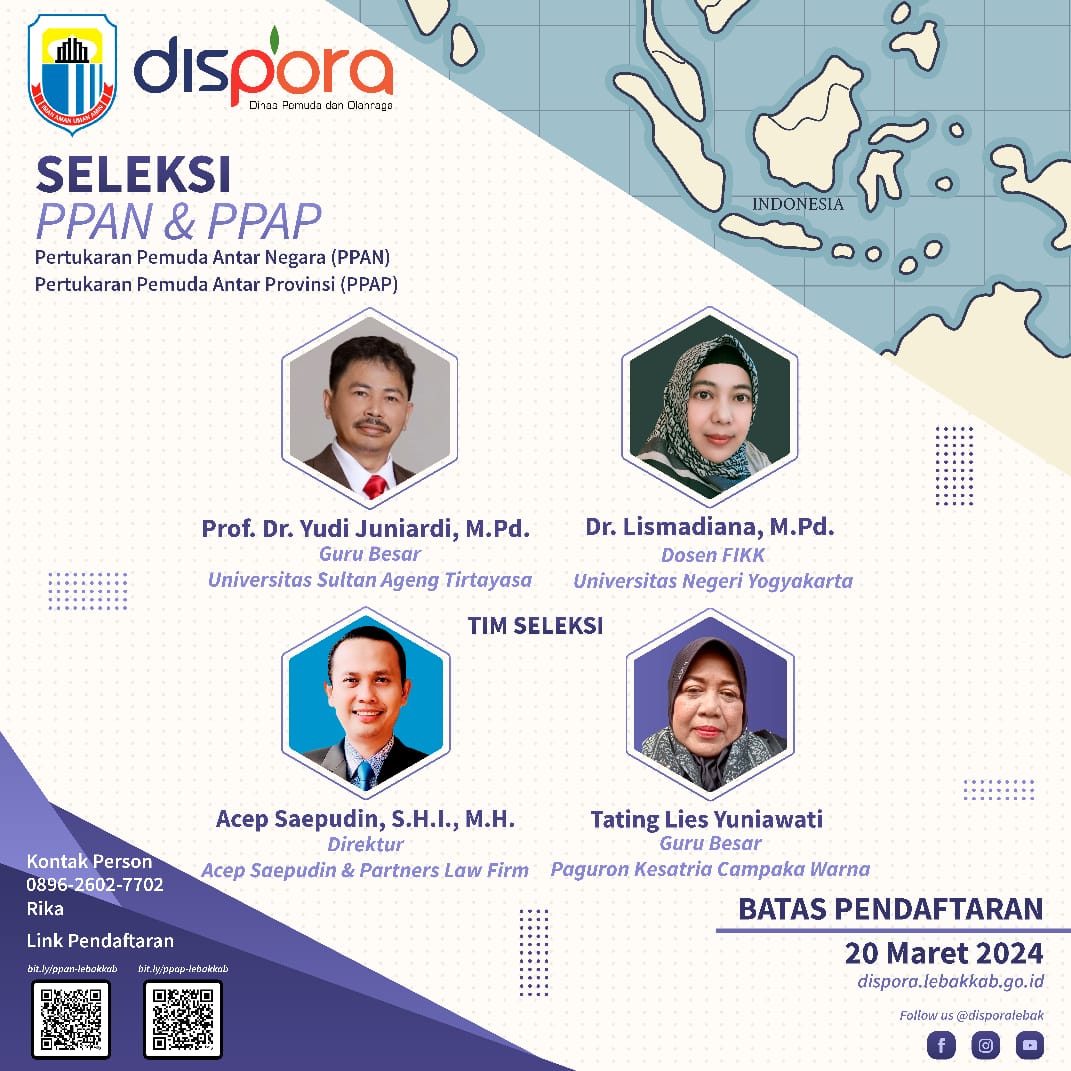 IMAN AMAN UMAN AMIN
dispora
Dinas Pemuda dan Olahraga
SELEKSI
PPAN & PPAP
Pertukaran Pemuda Antar Negara (PPAN)
Pertukaran Pemuda Antar Provinsi (PPAP)
INDONESIA
Prof. Dr. Yudi Juniardi, M.Pd.
Guru Besar
Universitas Sultan Ageng Tirtayasa
Dr. Lismadiana, M.Pd.
Dosen FIKK
Universitas Negeri Yogyakarta
TIM SELEKSI
Acep Saepudin, S.H.I., M.H.
Direktur
Acep Saepudin & Partners Law Firm
Tating Lies Yuniawati
Guru Besar
Paguron Kesatria Campaka Warna
Kontak Person
0896-2602-7702
Rika
Link Pendaftaran
bit.ly/ppan-lebakkab
bit.ly/ppap-lebakkab
BATAS PENDAFTARAN
20 Maret 2024
dispora.lebakkab.go.id
Follow us @disporalebak